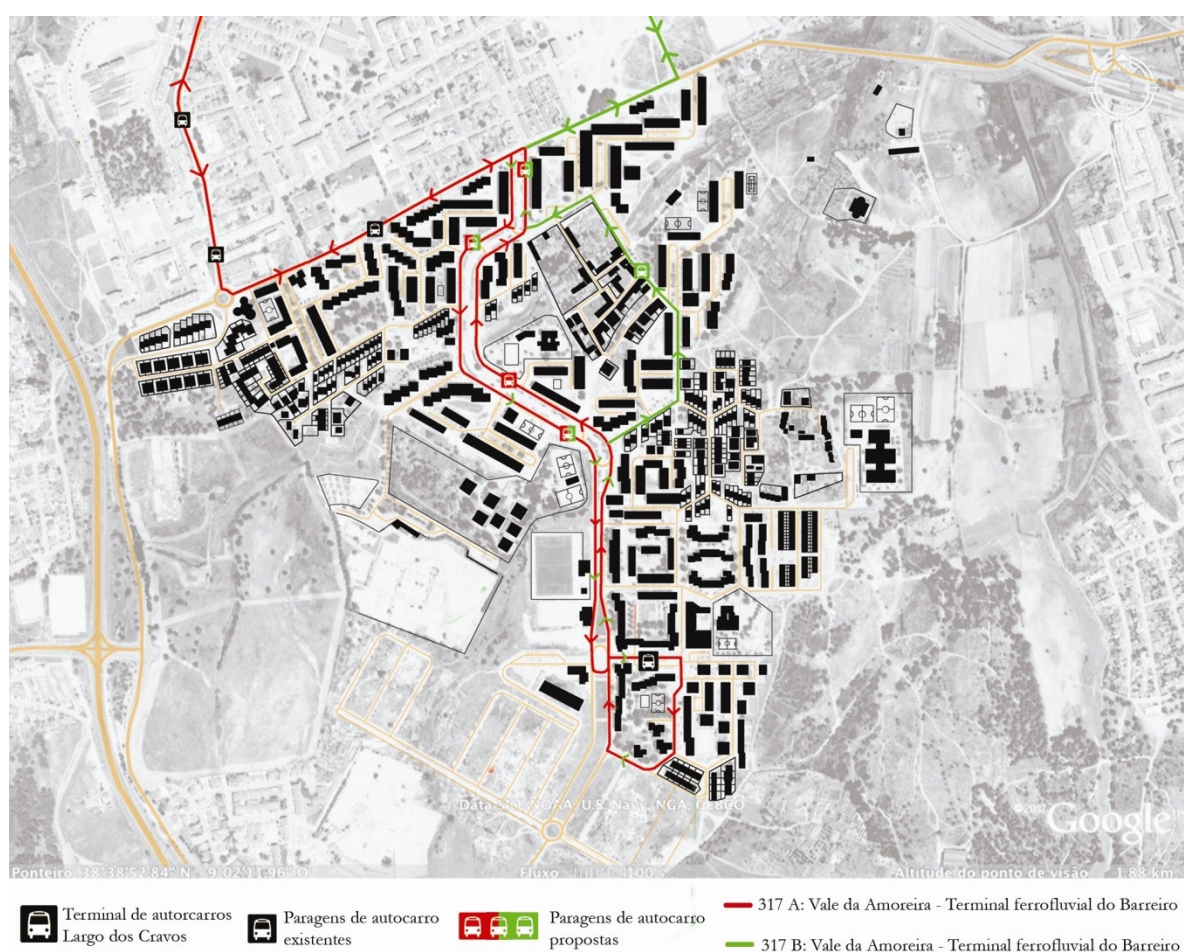 Data SIO, NOAA, U.S. Navy, NGA, GEBCO
©2007 Google
Ponteiro 38°38'52.84" N 9°02'11.96" O
Fluxo 100%
Altitude do ponto de visão 1.88 km
Terminal de autorcarros
Largo dos Cravos
Paragens de autocarro
existentes
Paragens de autocarro
propostas
317 A: Vale da Amoreira - Terminal ferrofluvial do Barreiro
317 B: Vale da Amoreira - Terminal ferrofluvial do Barreiro